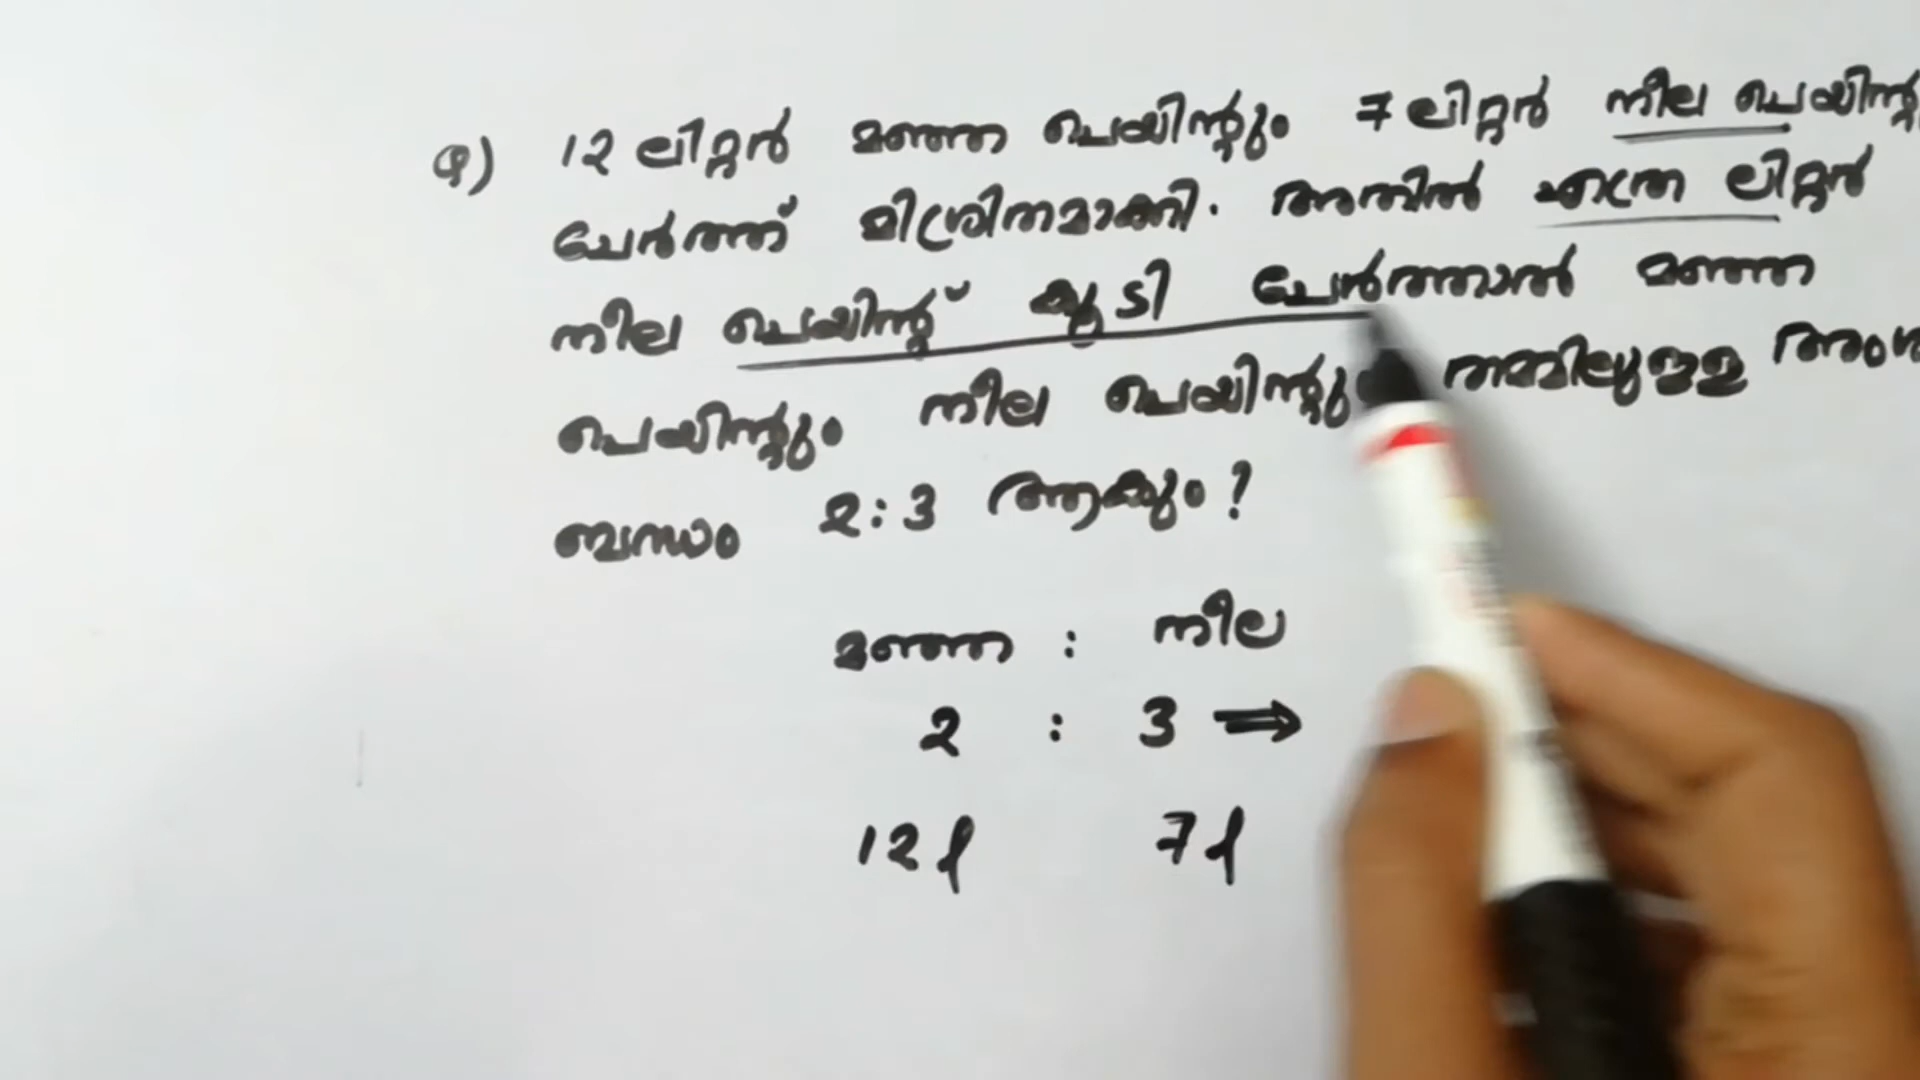 Q) 12 ലിറ്റർ മഞ്ഞ പെയിന്റും 7 ലിറ്റർ നീല പെയിന്റ്
ചേർത്ത് മിശ്രിതമാക്കി. അതിൽ എത്ര ലിറ്റർ
നീല പെയിന്റ് കൂടി ചേർത്താൽ മഞ്ഞ
പെയിന്റും നീല പെയിന്റും തമ്മിലുള്ള അംശ
ബന്ധം 2:3 ആകും?
മഞ്ഞ : നീല
2 : 3 ⇒
12 l 7 l